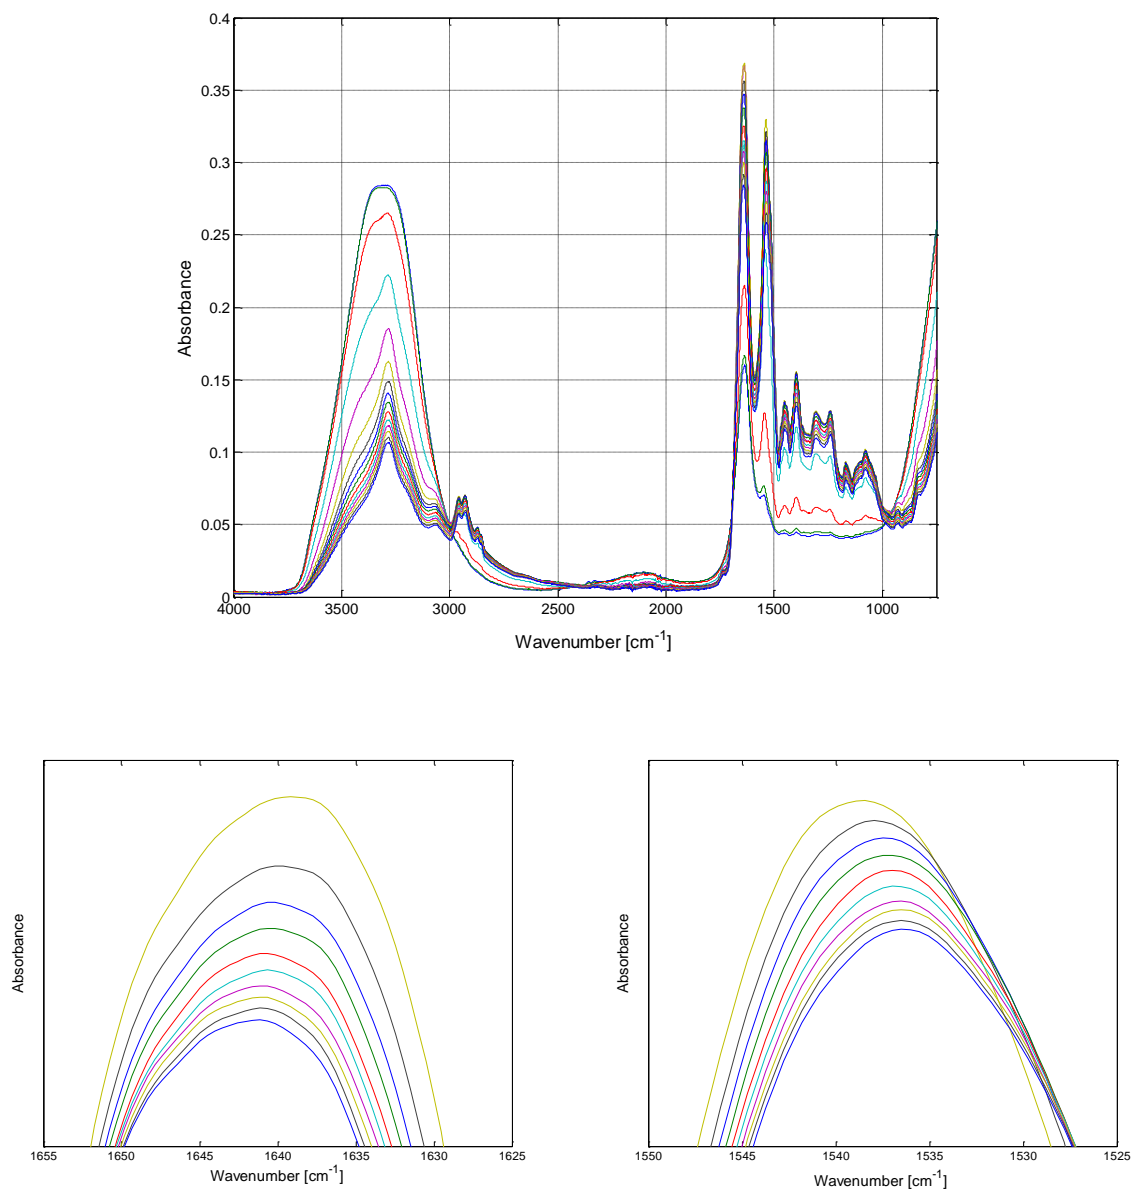 0.4
0.35
0.3
0.25
0.2
0.15
0.1
0.05
0
Absorbance
4000 3500 3000 2500 2000 1500 1000
Wavenumber [cm-1]
Absorbance
1655 1650 1645 1640 1635 1630 1625
Wavenumber [cm-1]
Absorbance
1550 1545 1540 1535 1530 1525
Wavenumber [cm-1]